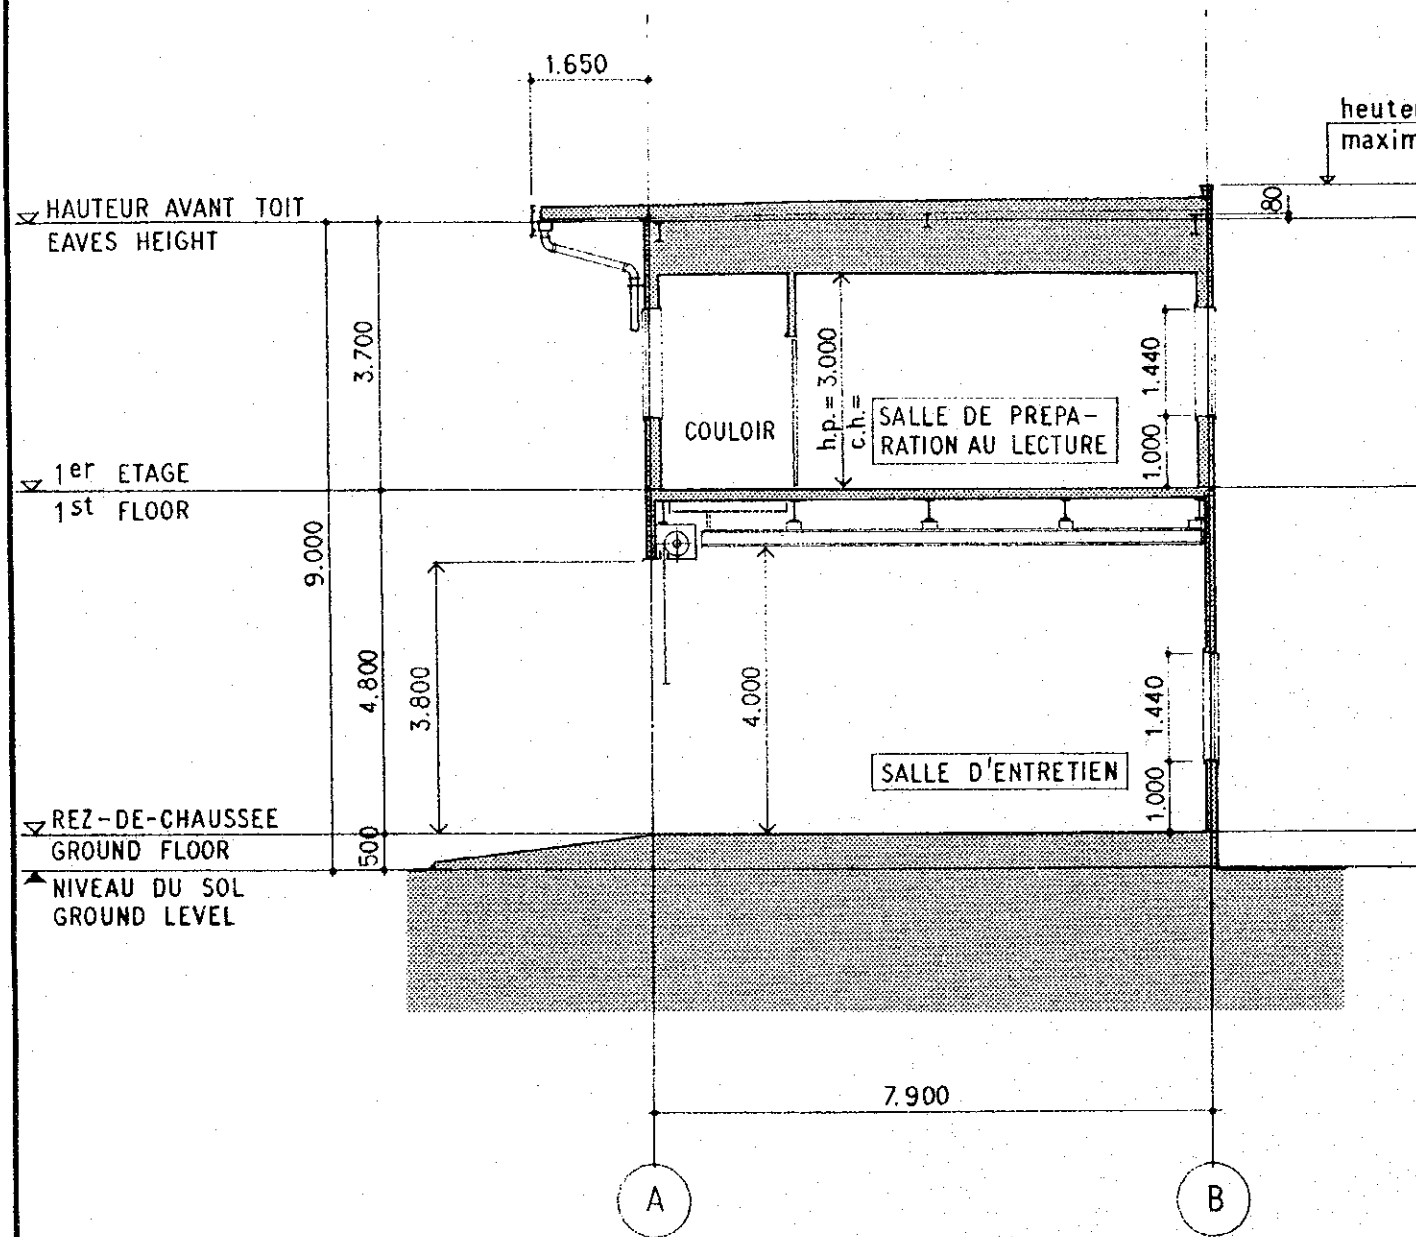 1.650
heuteu
maxim
HAUTEUR AVANT TOIT
EAVES HEIGHT
80
3.700
h.p.= 3.000
c.h.=
1.440
COULOIR
SALLE DE PREPA-
RATION AU LECTURE
1.000
1er ETAGE
1st FLOOR
9.000
4.800
3.800
4.000
1.440
SALLE D'ENTRETIEN
1.000
REZ-DE-CHAUSSEE
GROUND FLOOR
500
NIVEAU DU SOL
GROUND LEVEL
7.900
A
B